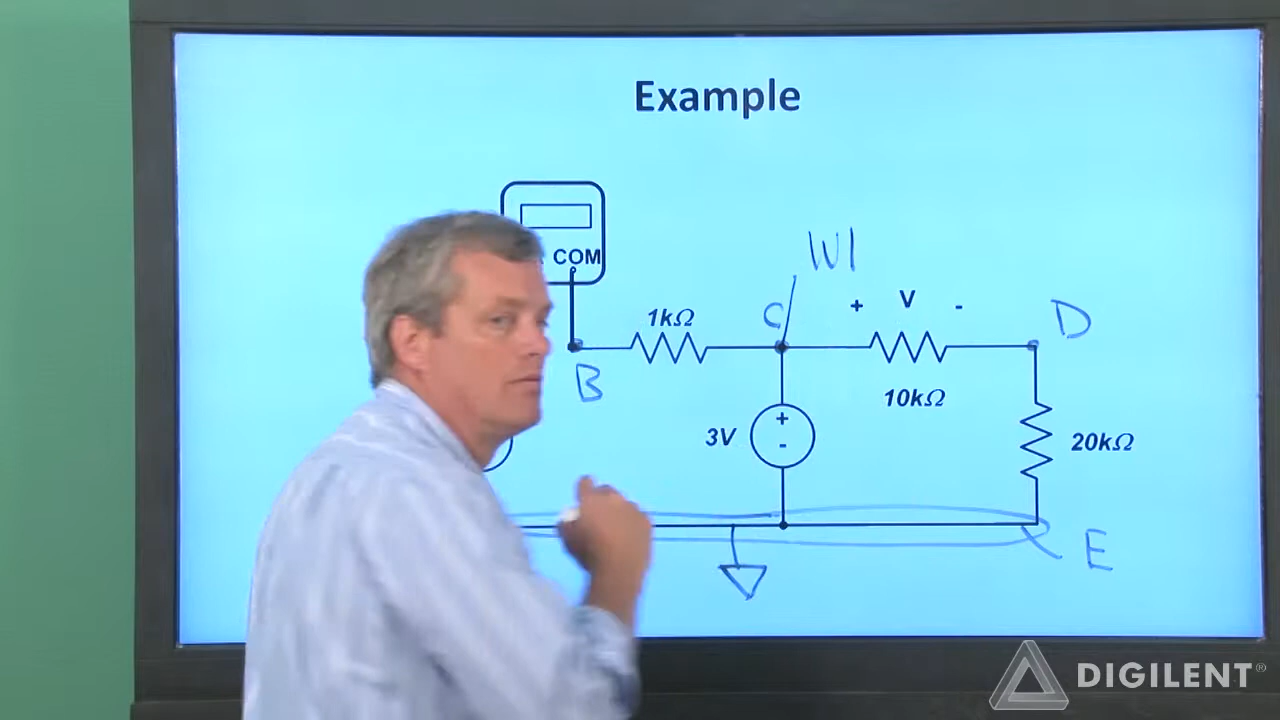 Example
COM
W1
1kΩ
C
+ V -
D
B
10kΩ
3V
+
-
20kΩ
E
DIGILENT®